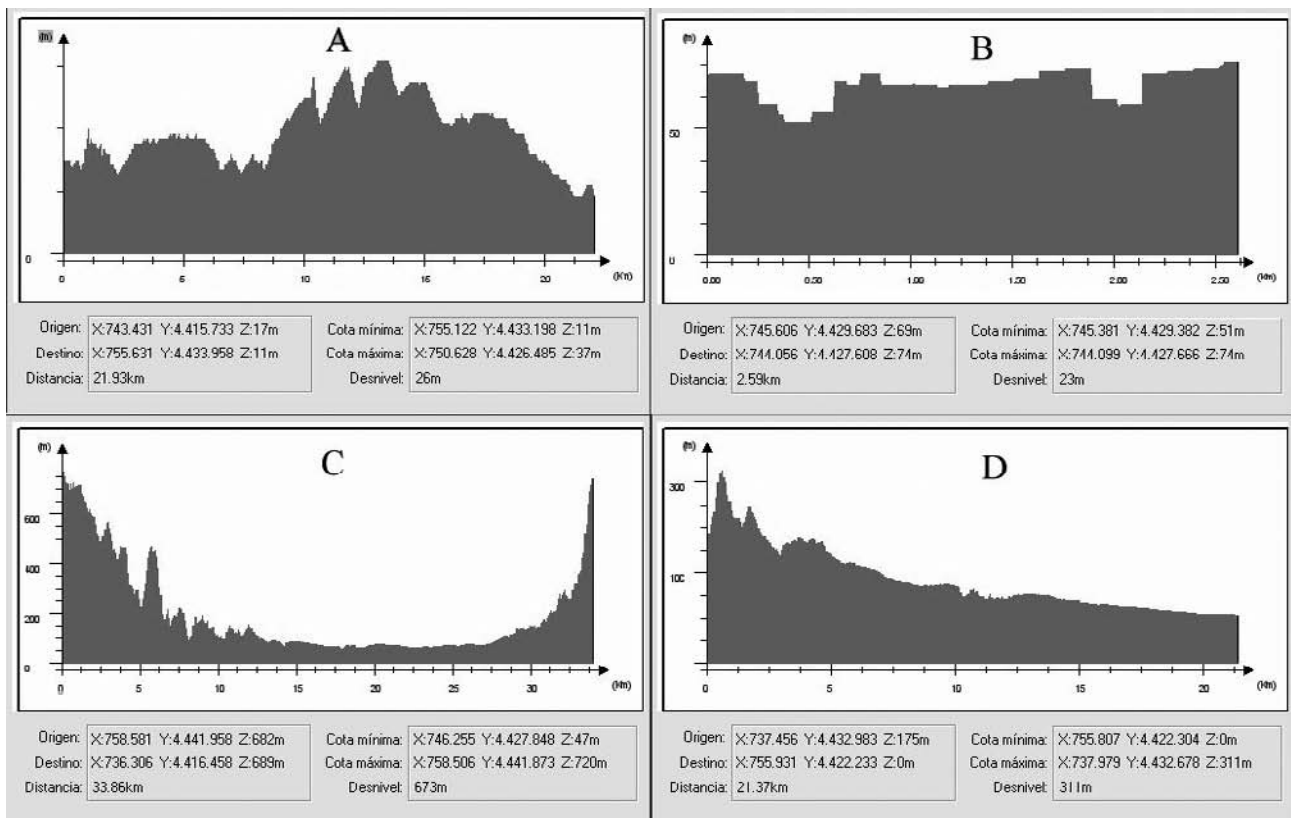 A
(m)
0
0 5 10 15 20 (Km)
Origen: X:743.431 Y:4.415.733 Z:17m Cota mínima: X:755.122 Y:4.433.198 Z:11m
Destino: X:755.631 Y:4.433.958 Z:11m Cota máxima: X:750.628 Y:4.426.485 Z:37m
Distancia: 21.93km Desnivel: 26m
B
(m)
50
0
0.00 0.50 1.00 1.50 2.00 2.50 (Km)
Origen: X:745.606 Y:4.429.683 Z:69m Cota mínima: X:745.381 Y:4.429.382 Z:51m
Destino: X:744.056 Y:4.427.608 Z:74m Cota máxima: X:744.099 Y:4.427.666 Z:74m
Distancia: 2.59km Desnivel: 23m
C
(m)
600
400
200
0
0 5 10 15 20 25 30 (Km)
Origen: X:758.581 Y:4.441.958 Z:682m Cota mínima: X:746.255 Y:4.427.848 Z:47m
Destino: X:736.306 Y:4.416.458 Z:689m Cota máxima: X:758.506 Y:4.441.873 Z:720m
Distancia: 33.86km Desnivel: 673m
D
(m)
300
100
0 5 10 15 20 (Km)
Origen: X:737.456 Y:4.432.983 Z:175m Cota mínima: X:755.807 Y:4.422.304 Z:0m
Destino: X:755.931 Y:4.422.233 Z:0m Cota máxima: X:737.979 Y:4.432.678 Z:311m
Distancia: 21.37km Desnivel: 311m